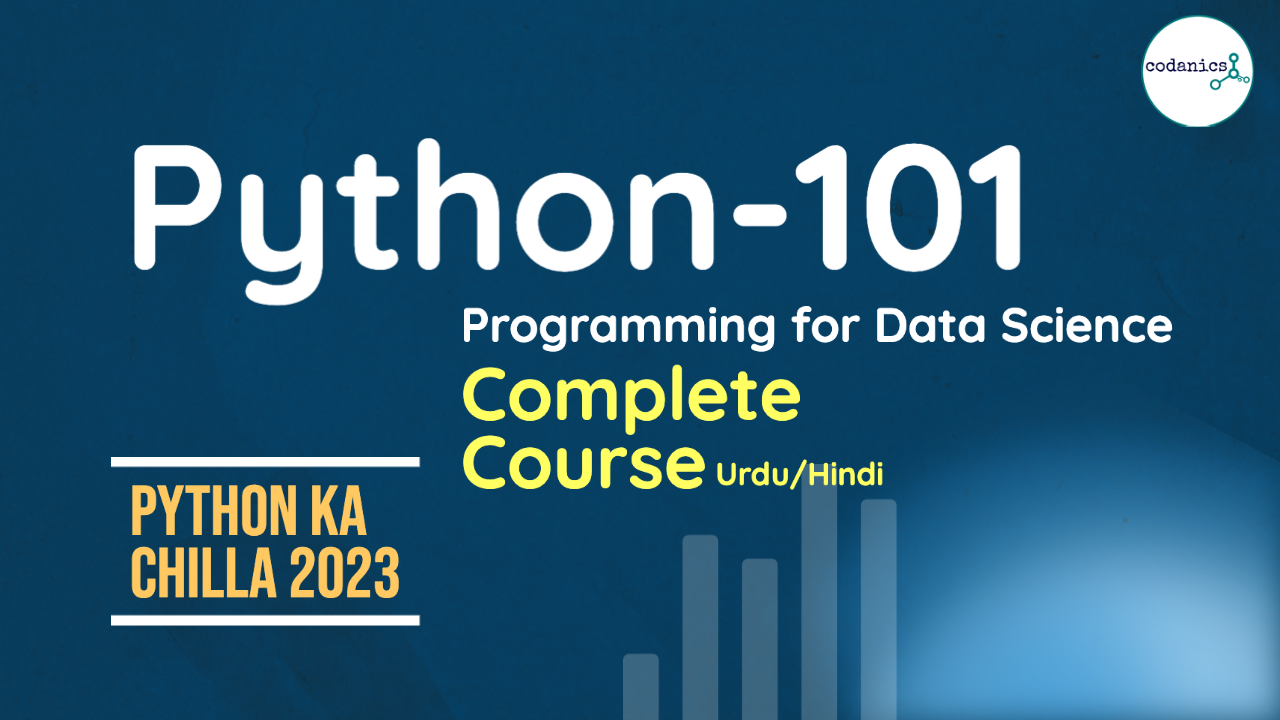 codanics
Python-101
Programming for Data Science
Complete
Course Urdu/Hindi
PYTHON KA
CHILLA 2023